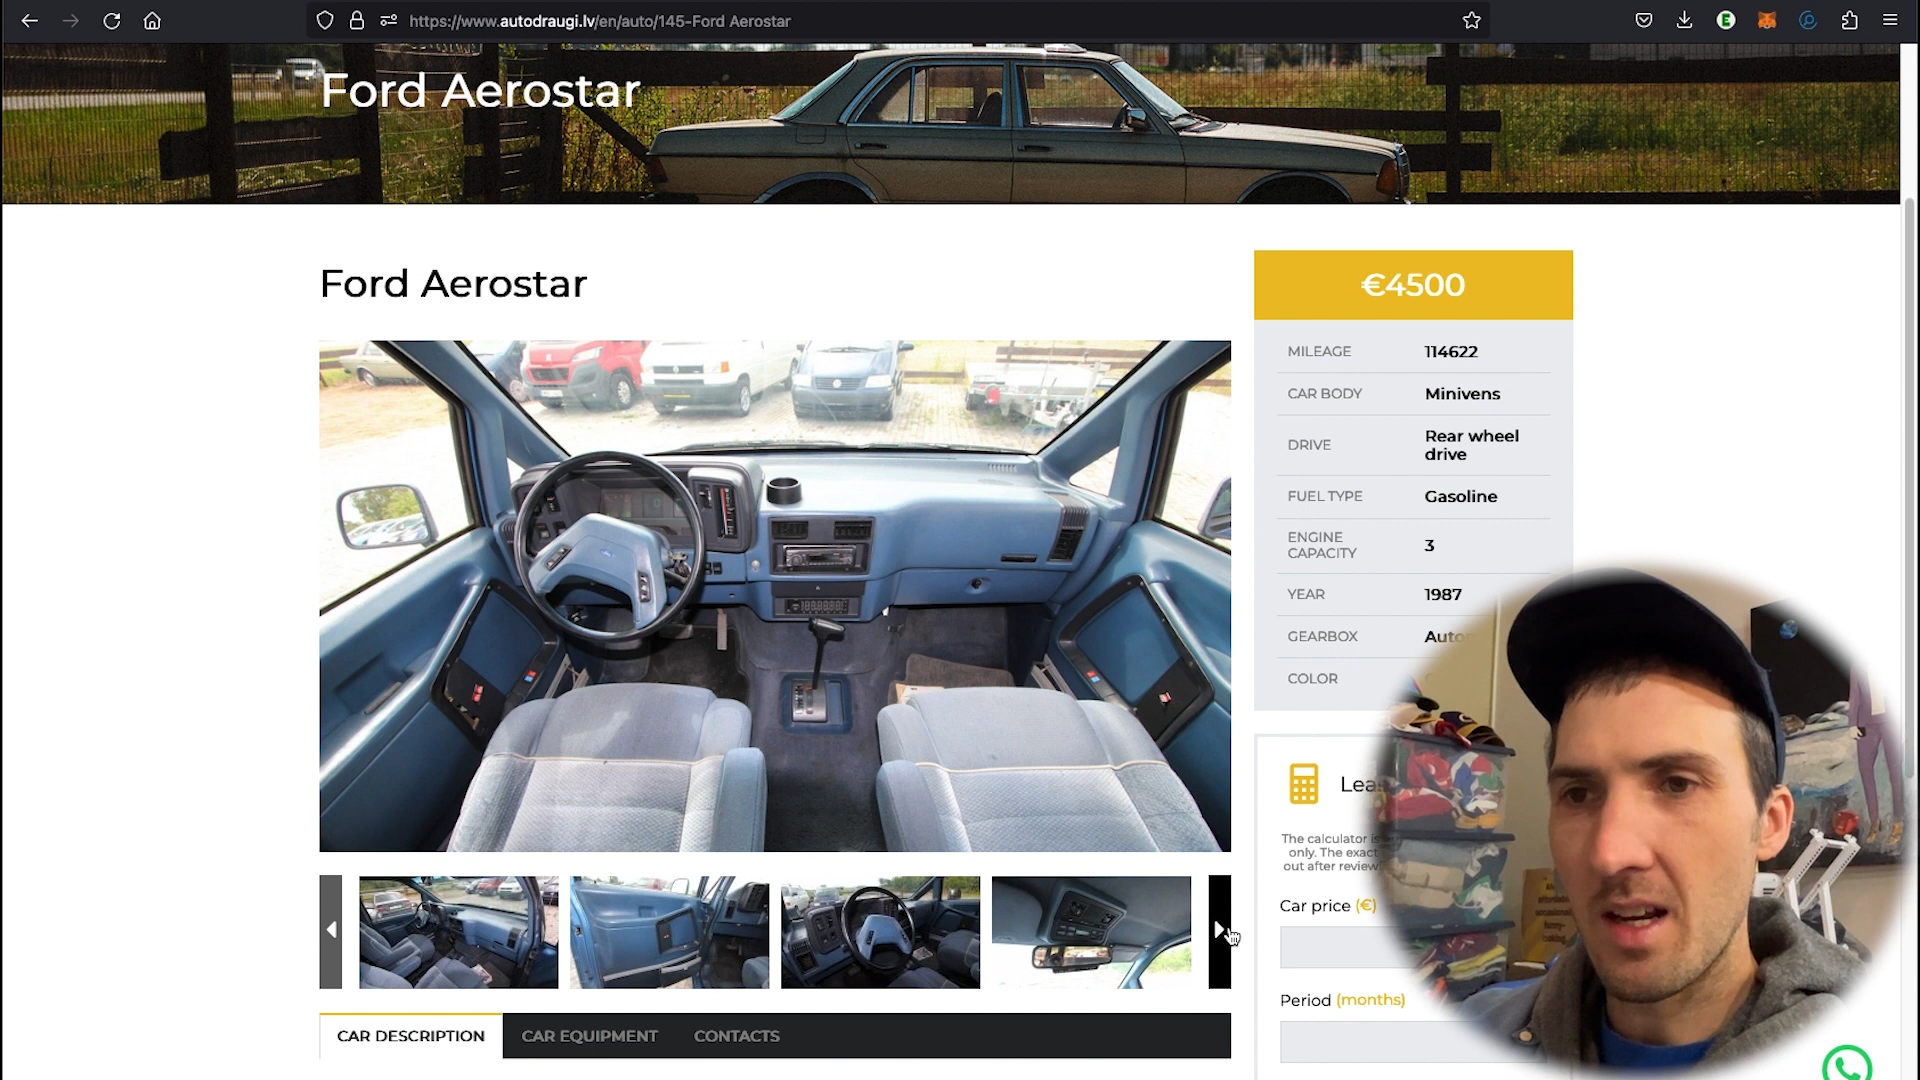 https://www.autodraugi.lv/en/auto/145-Ford Aerostar
Ford Aerostar
Ford Aerostar
€4500
MILEAGE 114622
CAR BODY Minivens
DRIVE Rear wheel
drive
FUEL TYPE Gasoline
ENGINE
CAPACITY 3
YEAR 1987
GEARBOX
COLOR
The calculator
only. The exact
out after
Car price (€)
Period (months)
CAR DESCRIPTION CAR EQUIPMENT CONTACTS